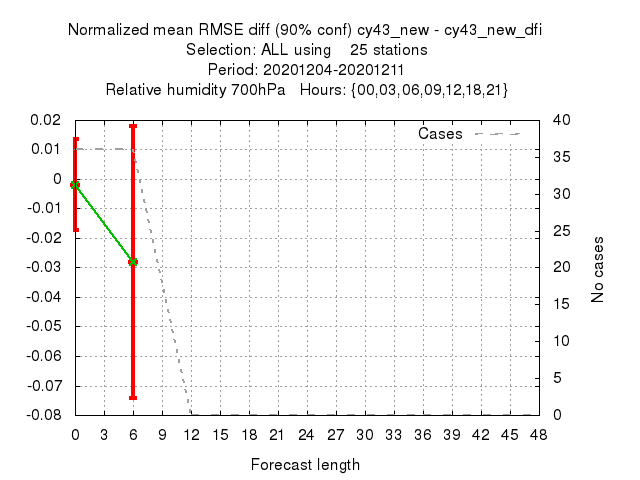 Normalized mean RMSE diff (90% conf) cy43_new - cy43_new_dfi
Selection: ALL using 25 stations
Period: 20201204-20201211
Relative humidity 700hPa Hours: {00,03,06,09,12,18,21}
Cases
0.02
0.01
0
-0.01
-0.02
-0.03
-0.04
-0.05
-0.06
-0.07
-0.08
40
35
30
25
20
15
10
5
0
No cases
0 3 6 9 12 15 18 21 24 27 30 33 36 39 42 45 48
Forecast length